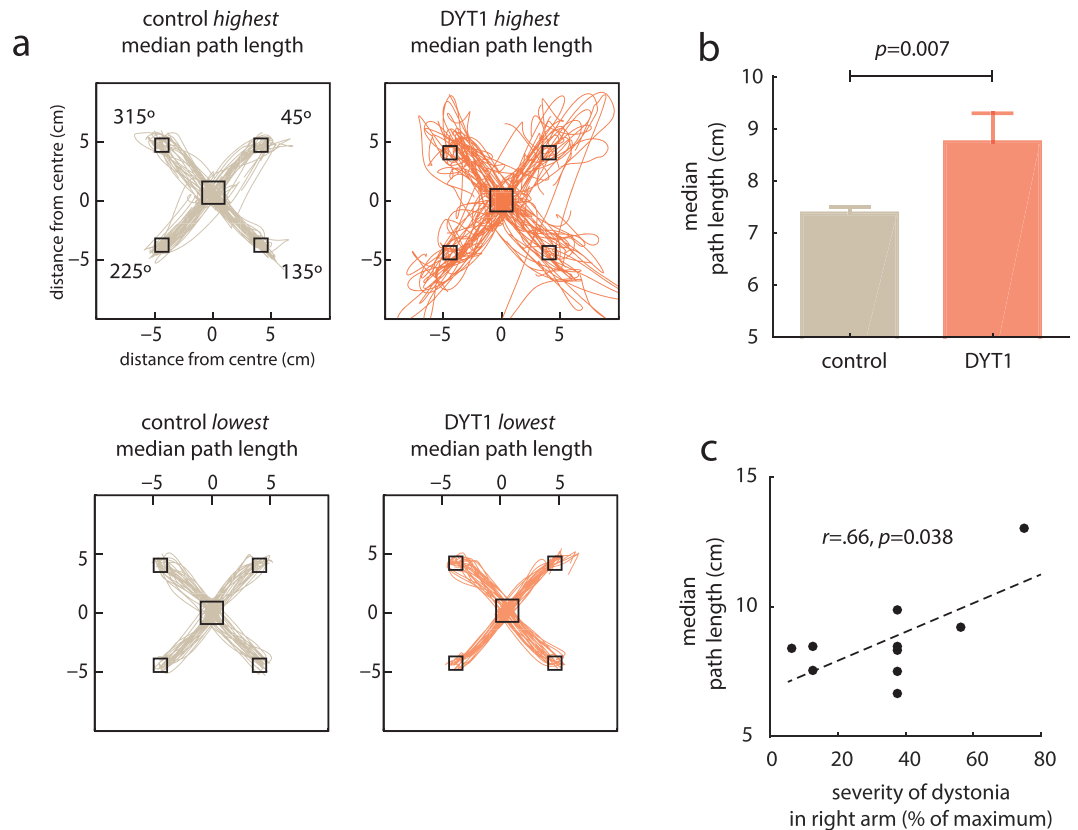 a
control highest
median path length
DYT1 highest
median path length
distance from centre (cm)
5
0
−5
315º
45º
225º
135º
−5
0
5
distance from centre (cm)
5
0
−5
−5
0
5
control lowest
median path length
DYT1 lowest
median path length
−5
0
5
5
0
−5
−5
0
5
5
0
−5
b
p=0.007
median
path length (cm)
10
9
8
7
6
5
control
DYT1
c
median
path length (cm)
15
10
5
r=.66, p=0.038
0
20
40
60
80
severity of dystonia
in right arm (% of maximum)